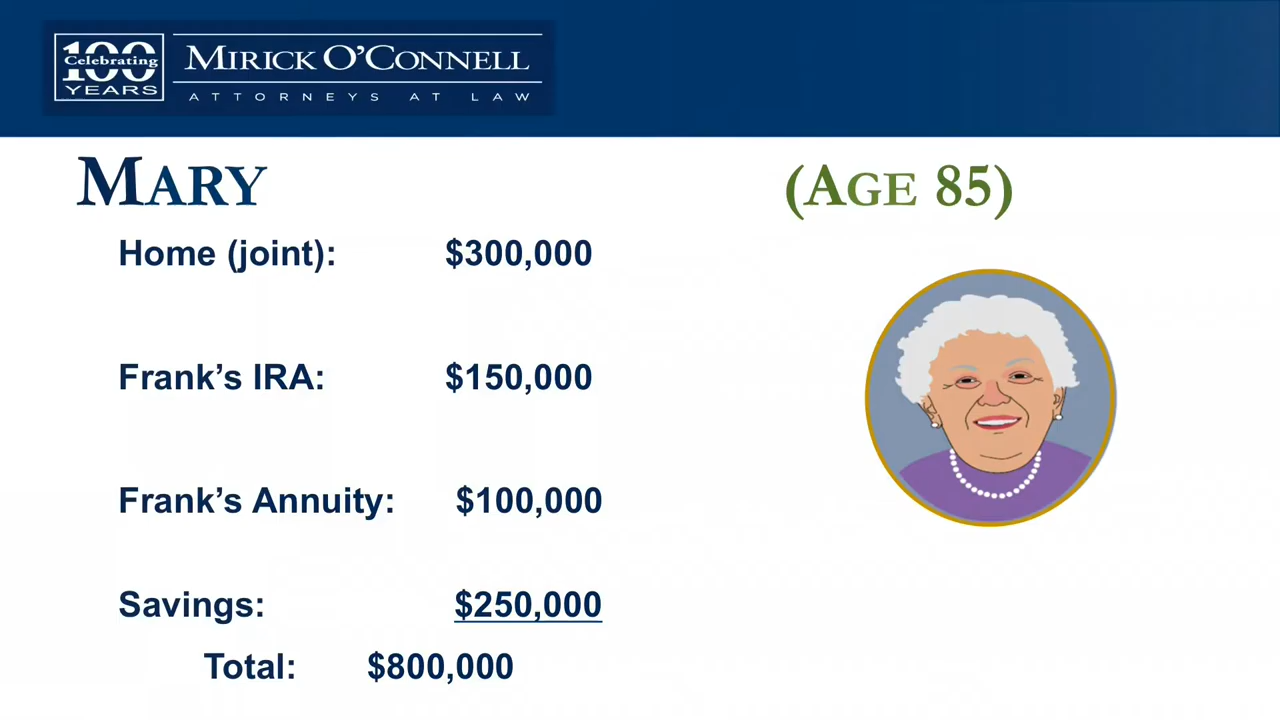 100
Celebrating
YEARS
MIRICK O'CONNELL
ATTORNEYS AT LAW
MARY (AGE 85)
Home (joint): $300,000
Frank's IRA: $150,000
Frank's Annuity: $100,000
Savings: $250,000
Total: $800,000